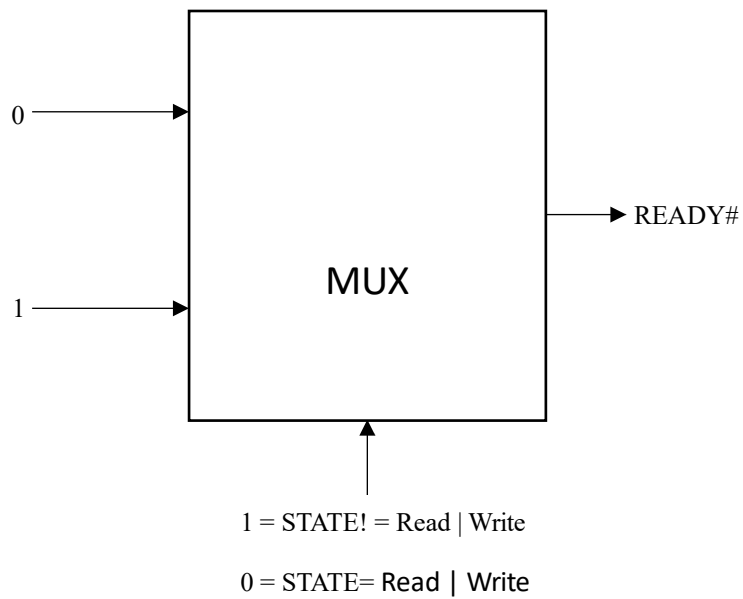 0
READY#
MUX
1
1 = STATE! = Read | Write
0 = STATE= Read | Write